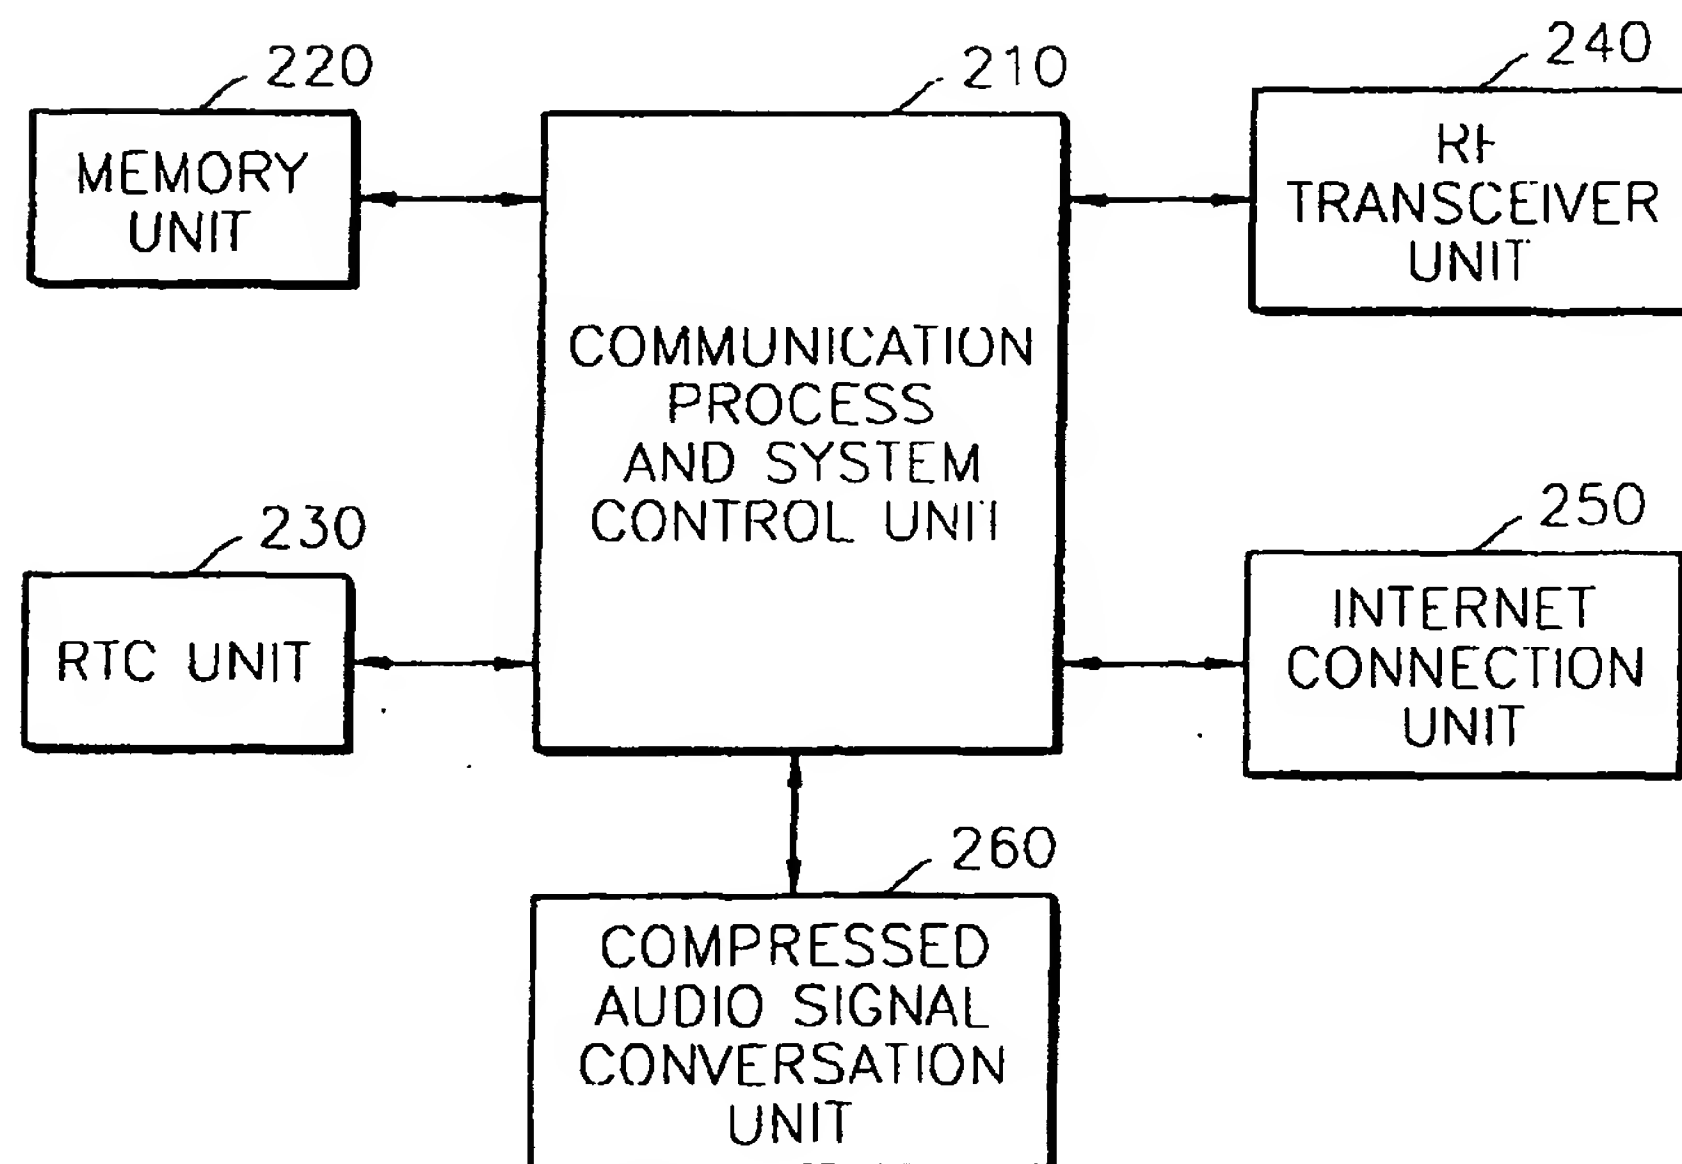 220
210
240
MEMORY
UNIT
RF
TRANSCEIVER
UNIT
COMMUNICATION
PROCESS
AND SYSTEM
CONTROL UNIT
230
250
RTC UNIT
INTERNET
CONNECTION
UNIT
260
COMPRESSED
AUDIO SIGNAL
CONVERSATION
UNIT